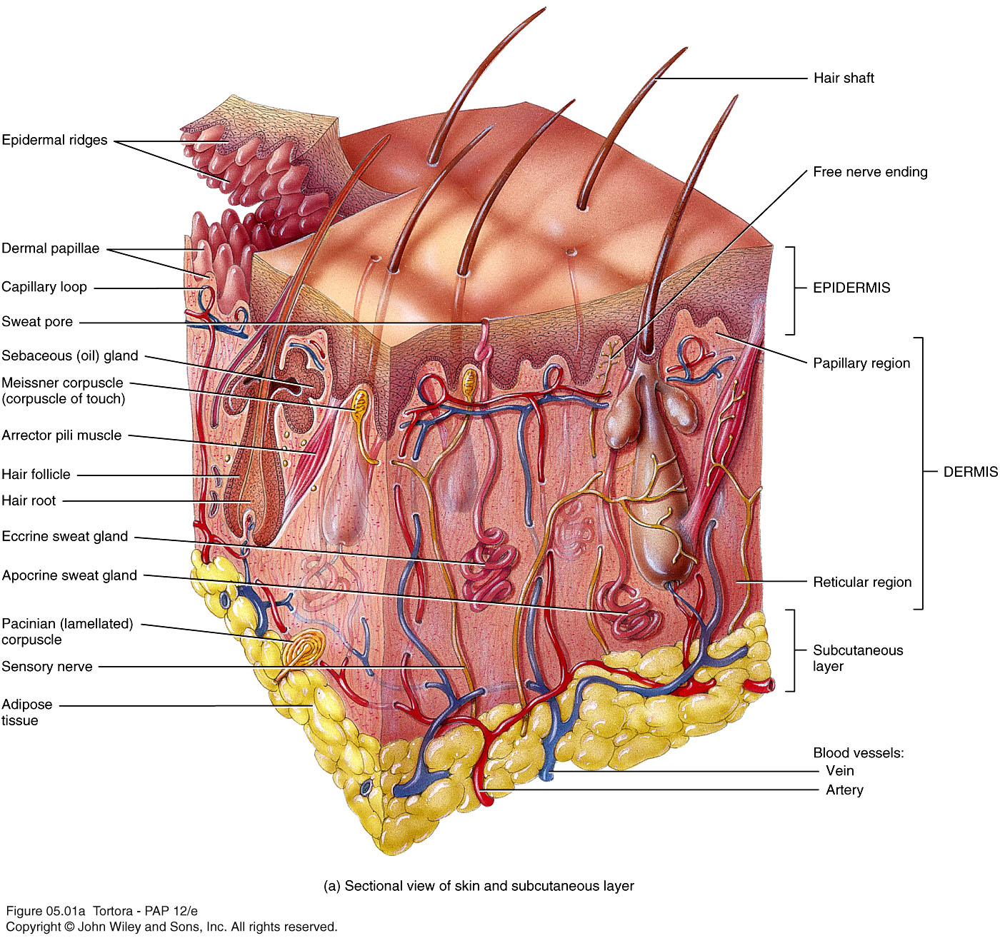 Hair shaft
Epidermal ridges
Free nerve ending
Dermal papillae
Capillary loop
EPIDERMIS
Sweat pore
Sebaceous (oil) gland
Papillary region
Meissner corpuscle
(corpuscle of touch)
Arrector pili muscle
Hair follicle
DERMIS
Hair root
Eccrine sweat gland
Apocrine sweat gland
Reticular region
Pacinian (lamellated)
corpuscle
Subcutaneous
layer
Sensory nerve
Adipose
tissue
Blood vessels:
Vein
Artery
(a) Sectional view of skin and subcutaneous layer
Figure 05.01a Tortora - PAP 12/e
Copyright © John Wiley and Sons, Inc. All rights reserved.